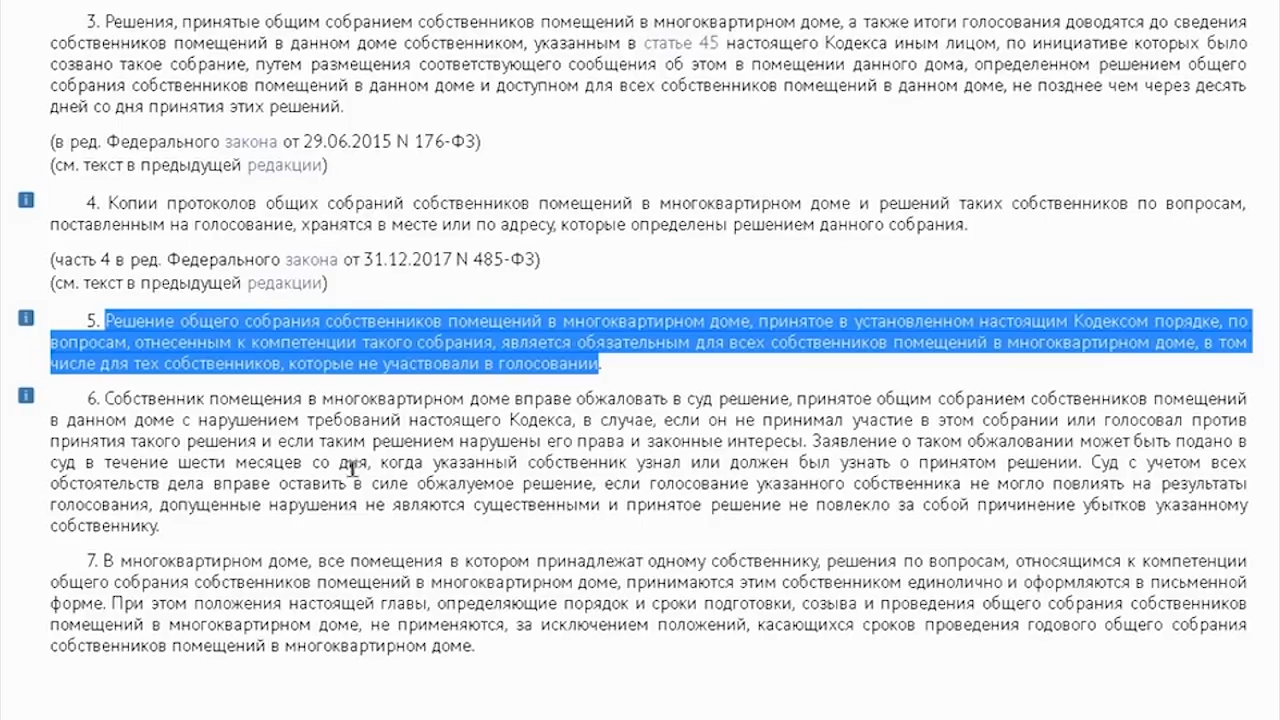 3. Решения, принятые общим собранием собственников помещений в многоквартирном доме, а также итоги голосования доводятся до сведения
собственников помещений в данном доме собственником, указанным в статье 45 настоящего Кодекса иным лицом, по инициативе которых было
созвано такое собрание, путем размещения соответствующего сообщения об этом в помещении данного дома, определенном решением общего
собрания собственников помещений в данном доме и доступном для всех собственников помещений в данном доме, не позднее чем через десять
дней со дня принятия этих решений.
(в ред. Федерального закона от 29.06.2015 N 176-ФЗ)
(см. текст в предыдущей редакции)
4. Копии протоколов общих собраний собственников помещений в многоквартирном доме и решений таких собственников по вопросам,
поставленным на голосование, хранятся в месте или по адресу, которые определены решением данного собрания.
(часть 4 в ред. Федерального закона от 31.12.2017 N 485-ФЗ)
(см. текст в предыдущей редакции)
5. Решение общего собрания собственников помещений в многоквартирном доме, принятое в установленном настоящим Кодексом порядке, по
вопросам, отнесенным к компетенции такого собрания, является обязательным для всех собственников помещений в многоквартирном доме, в том
числе для тех собственников, которые не участвовали в голосовании.
6. Собственник помещения в многоквартирном доме вправе обжаловать в суд решение, принятое общим собранием собственников помещений
в данном доме с нарушением требований настоящего Кодекса, в случае, если он не принимал участие в этом собрании или голосовал против
принятия такого решения и если таким решением нарушены его права и законные интересы. Заявление о таком обжаловании может быть подано в
суд в течение шести месяцев со дня, когда указанный собственник узнал или должен был узнать о принятом решении. Суд с учетом всех
обстоятельств дела вправе оставить в силе обжалуемое решение, если голосование указанного собственника не могло повлиять на результаты
голосования, допущенные нарушения не являются существенными и принятое решение не повлекло за собой причинение убытков указанному
собственнику.
7. В многоквартирном доме, все помещения в котором принадлежат одному собственнику, решения по вопросам, относящимся к компетенции
общего собрания собственников помещений в многоквартирном доме, принимаются этим собственником единолично и оформляются в письменной
форме. При этом положения настоящей главы, определяющие порядок и сроки подготовки, созыва и проведения общего собрания собственников
помещений в многоквартирном доме, не применяются, за исключением положений, касающихся сроков проведения годового общего собрания
собственников помещений в многоквартирном доме.